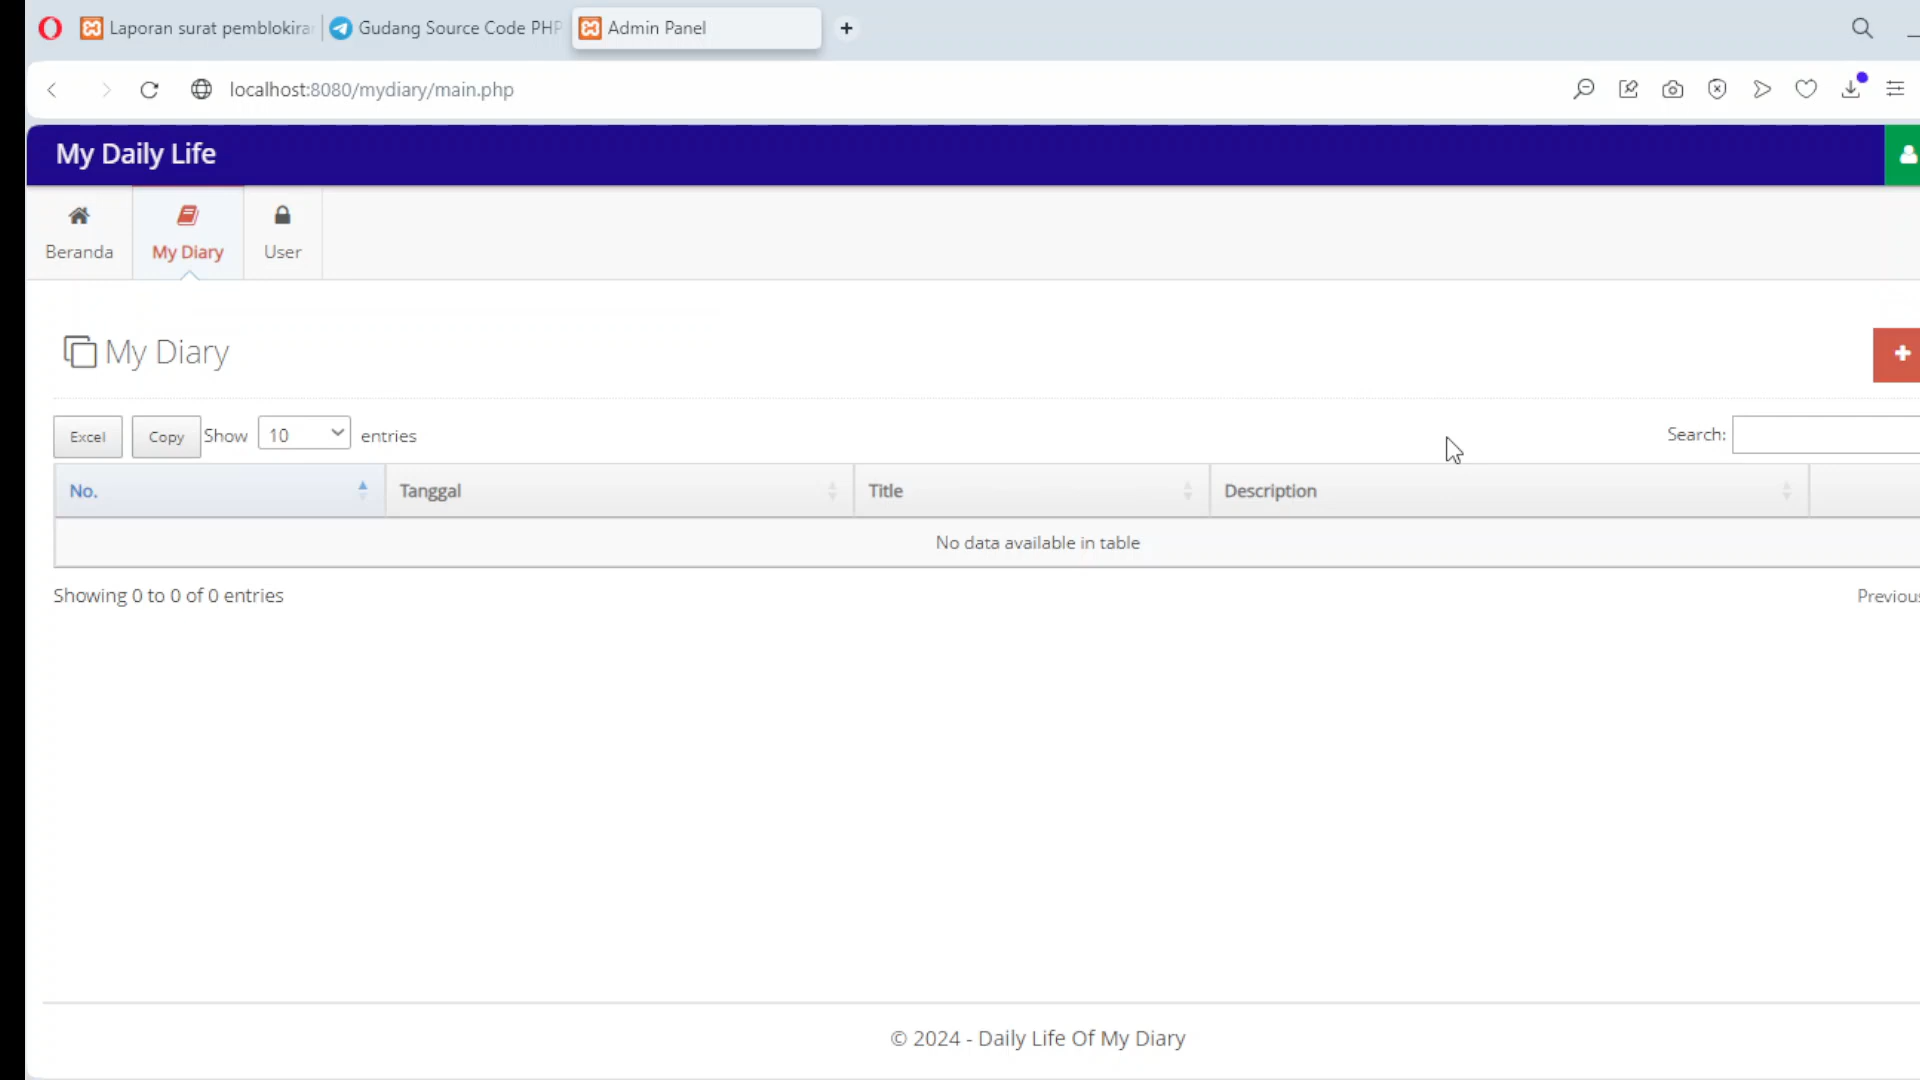 Laporan surat pemblokiran
Gudang Source Code PHP
Admin Panel
localhost:8080/mydiary/main.php
My Daily Life
Beranda
My Diary
User
My Diary
Excel
Copy
Show 10 entries
Search:
No.
Tanggal
Title
Description
No data available in table
Showing 0 to 0 of 0 entries
Previous
© 2024 - Daily Life Of My Diary